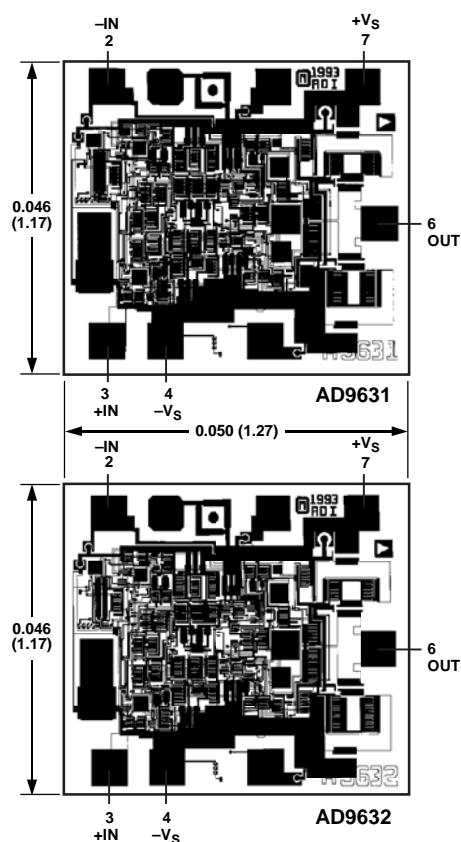 –IN
2
+VS
7
1993
ADI
0.046
(1.17)
6
OUT
9631
3
+IN
4
–VS
AD9631
0.050 (1.27)
–IN
2
+VS
7
1993
ADI
0.046
(1.17)
6
OUT
9632
3
+IN
4
–VS
AD9632